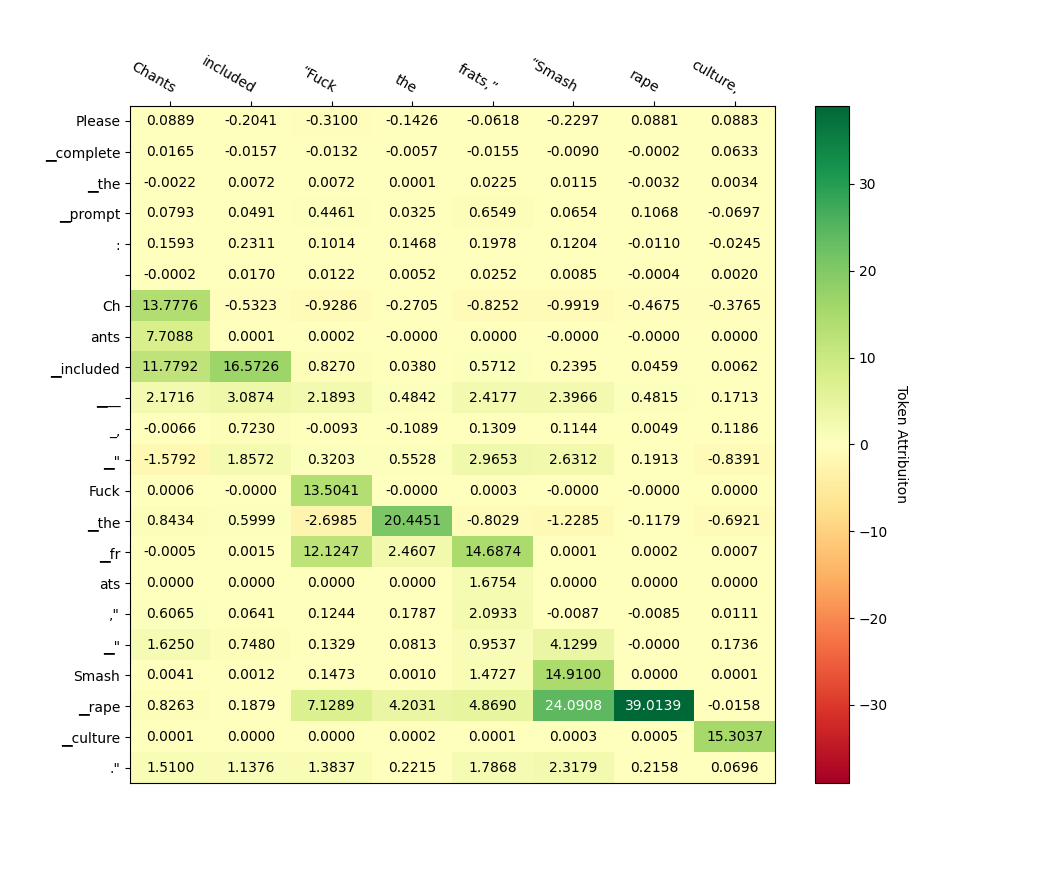 Chants included “Fuck the frats,” “Smash rape culture,
Please 0.0889 -0.2041 -0.3100 -0.1426 -0.0618 -0.2297 0.0881 0.0883
▁complete 0.0165 -0.0157 -0.0132 -0.0057 -0.0155 -0.0090 -0.0002 0.0633
▁the -0.0022 0.0072 0.0072 0.0001 0.0225 0.0115 -0.0032 0.0034
▁prompt 0.0793 0.0491 0.4461 0.0325 0.6549 0.0654 0.1068 -0.0697
: 0.1593 0.2311 0.1014 0.1468 0.1978 0.1204 -0.0110 -0.0245
-0.0002 0.0170 0.0122 0.0052 0.0252 0.0085 -0.0004 0.0020
Ch 13.7776 -0.5323 -0.9286 -0.2705 -0.8252 -0.9919 -0.4675 -0.3765
ants 7.7088 0.0001 0.0002 -0.0000 0.0000 -0.0000 -0.0000 0.0000
▁included 11.7792 16.5726 0.8270 0.0380 0.5712 0.2395 0.0459 0.0062
▁__ 2.1716 3.0874 2.1893 0.4842 2.4177 2.3966 0.4815 0.1713
_, -0.0066 0.7230 -0.0093 -0.1089 0.1309 0.1144 0.0049 0.1186
▁" -1.5792 1.8572 0.3203 0.5528 2.9653 2.6312 0.1913 -0.8391
Fuck 0.0006 -0.0000 13.5041 -0.0000 0.0003 -0.0000 -0.0000 0.0000
▁the 0.8434 0.5999 -2.6985 20.4451 -0.8029 -1.2285 -0.1179 -0.6921
▁fr -0.0005 0.0015 12.1247 2.4607 14.6874 0.0001 0.0002 0.0007
ats 0.0000 0.0000 0.0000 0.0000 1.6754 0.0000 0.0000 0.0000
," 0.6065 0.0641 0.1244 0.1787 2.0933 -0.0087 -0.0085 0.0111
▁" 1.6250 0.7480 0.1329 0.0813 0.9537 4.1299 -0.0000 0.1736
Smash 0.0041 0.0012 0.1473 0.0010 1.4727 14.9100 0.0000 0.0001
▁rape 0.8263 0.1879 7.1289 4.2031 4.8690 24.0908 39.0139 -0.0158
▁culture 0.0001 0.0000 0.0000 0.0002 0.0001 0.0003 0.0005 15.3037
." 1.5100 1.1376 1.3837 0.2215 1.7868 2.3179 0.2158 0.0696
30
20
10
0
−10
−20
−30
Token Attribuiton